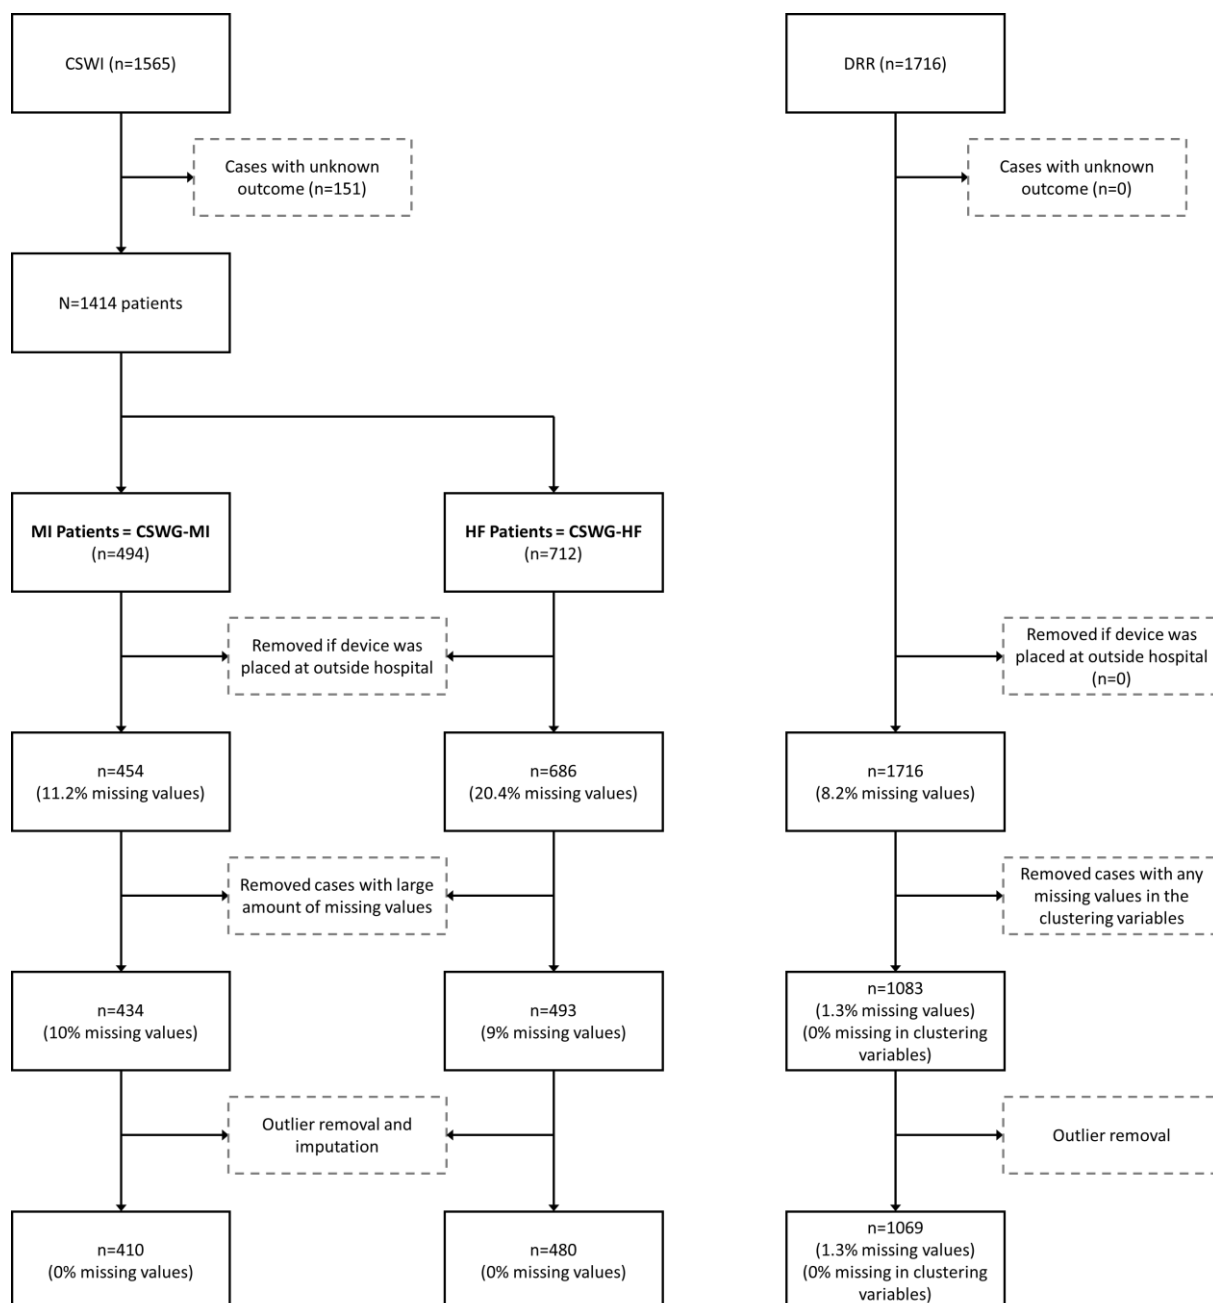 CSWI (n=1565)
DRR (n=1716)
Cases with unknown
outcome (n=151)
Cases with unknown
outcome (n=0)
N=1414 patients
MI Patients = CSWG-MI
(n=494)
HF Patients = CSWG-HF
(n=712)
Removed if device was
placed at outside hospital
Removed if device was
placed at outside hospital
(n=0)
n=454
(11.2% missing values)
n=686
(20.4% missing values)
n=1716
(8.2% missing values)
Removed cases with large
amount of missing values
Removed cases with any
missing values in the
clustering variables
n=434
(10% missing values)
n=493
(9% missing values)
n=1083
(1.3% missing values)
(0% missing in clustering
variables)
Outlier removal and
imputation
Outlier removal
n=410
(0% missing values)
n=480
(0% missing values)
n=1069
(1.3% missing values)
(0% missing in clustering
variables)